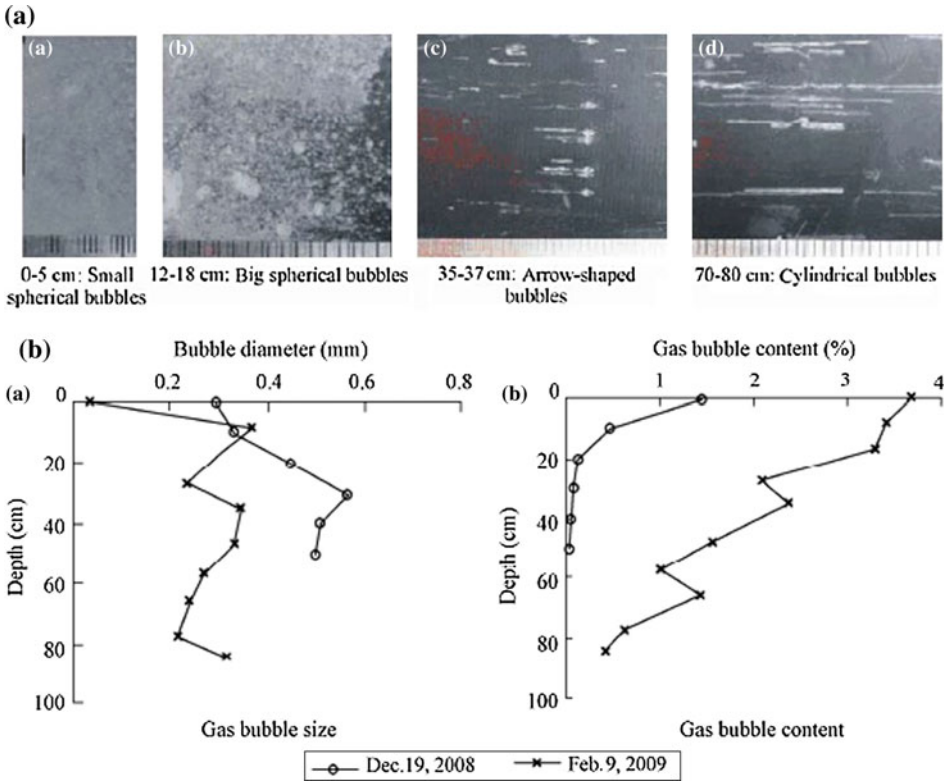 (a)
(a) (b) (c) (d)
0-5 cm: Small spherical bubbles
12-18 cm: Big spherical bubbles
35-37 cm: Arrow-shaped bubbles
70-80 cm: Cylindrical bubbles
(b)
Bubble diameter (mm)
(a)
0 0.2 0.4 0.6 0.8
20
40
60
80
100
Depth (cm)
Gas bubble size
Gas bubble content (%)
(b)
0 1 2 3 4
20
40
60
80
100
Depth (cm)
Gas bubble content
Dec.19, 2008 Feb.9, 2009